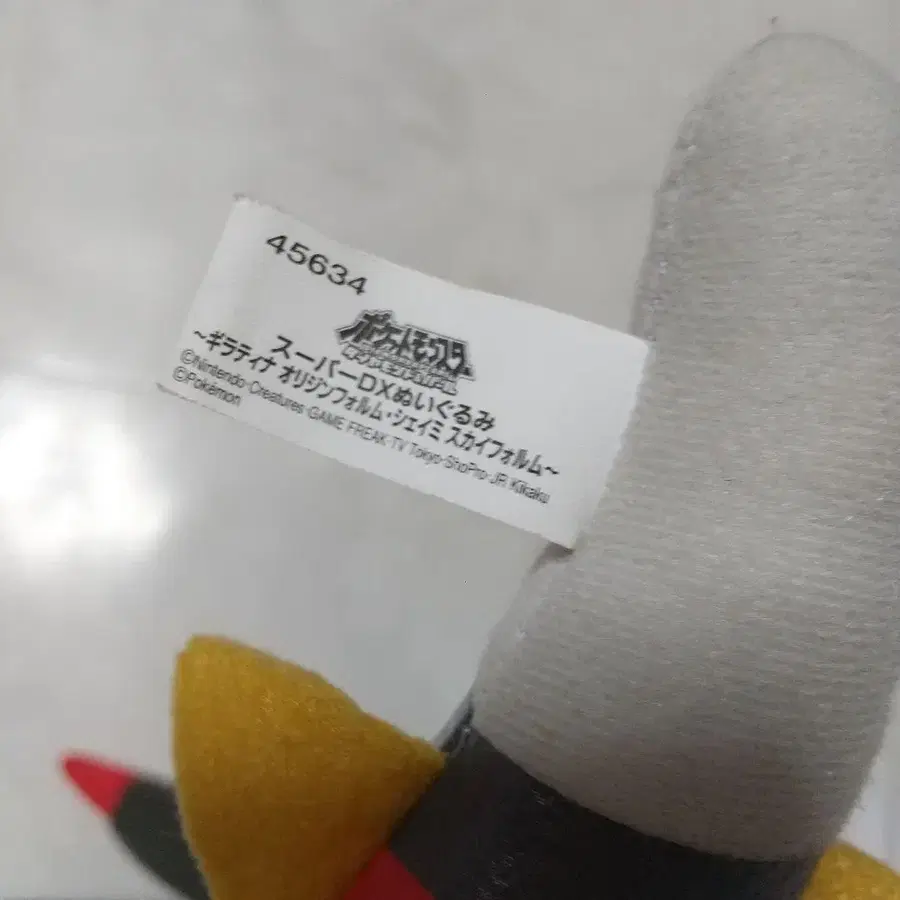 45634
ポケットモンスター
スーパーDXぬいぐるみ
~ギラティナ オリジンフォルム・シェイミ スカイフォルム~
©Nintendo・Creatures・GAME FREAK・TV Tokyo・ShoPro・JR Kikaku
©Pokémon